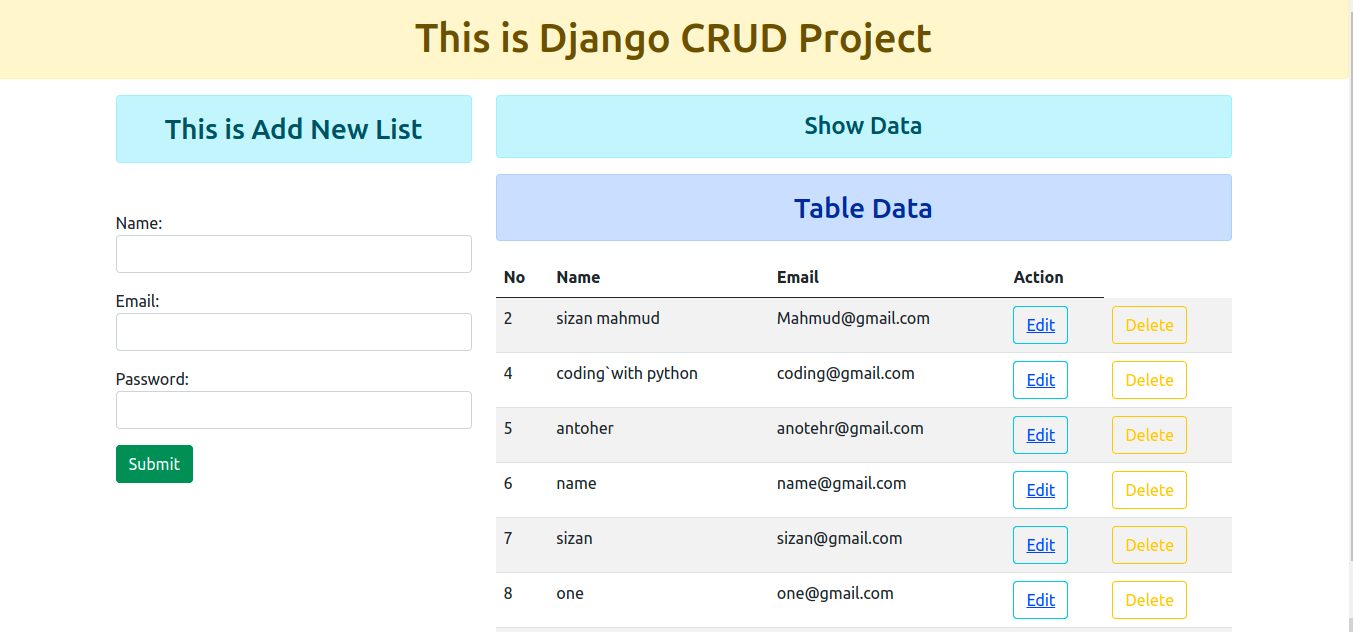 This is Django CRUD Project
This is Add New List
Name:
Email:
Password:
Submit
Show Data
Table Data
No Name Email Action
2 sizan mahmud Mahmud@gmail.com Edit Delete
4 coding`with python coding@gmail.com Edit Delete
5 antoher anotehr@gmail.com Edit Delete
6 name name@gmail.com Edit Delete
7 sizan sizan@gmail.com Edit Delete
8 one one@gmail.com Edit Delete